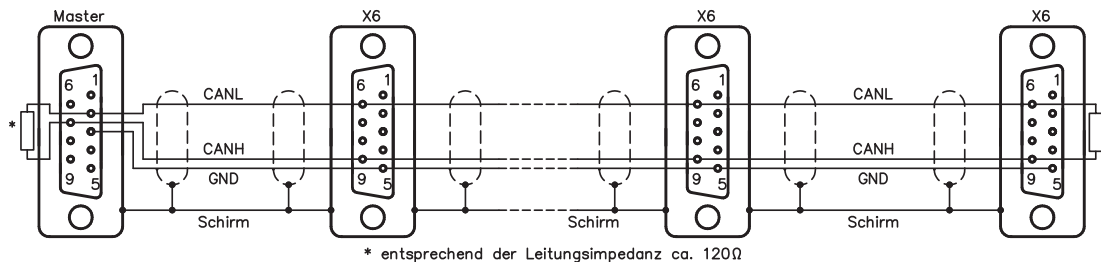 Master X6 X6 X6
6 1 6 1 6 1 6 1
CANL CANL
*
CANH CANH
9 5 9 5 9 5 9 5
GND GND
Schirm Schirm Schirm
* entsprechend der Leitungsimpedanz ca. 120Ω